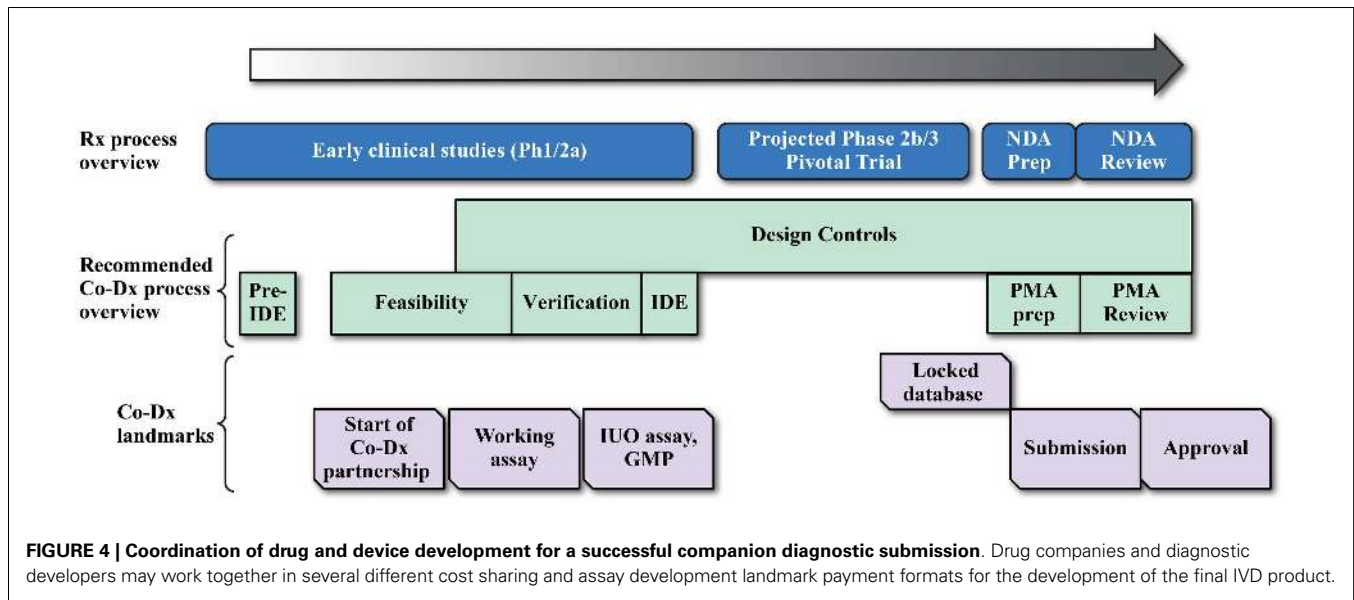 Rx process
overview
Early clinical studies (Ph1/2a)
Projected Phase 2b/3
Pivotal Trial
NDA
Prep
NDA
Review
Recommended
Co-Dx process
overview
Design Controls
Pre-
IDE
Feasibility
Verification
IDE
PMA
prep
PMA
Review
Co-Dx
landmarks
Locked
database
Start of
Co-Dx
partnership
Working
assay
IUO assay,
GMP
Submission
Approval
FIGURE 4 | Coordination of drug and device development for a successful companion diagnostic submission. Drug companies and diagnostic
developers may work together in several different cost sharing and assay development landmark payment formats for the development of the final IVD product.